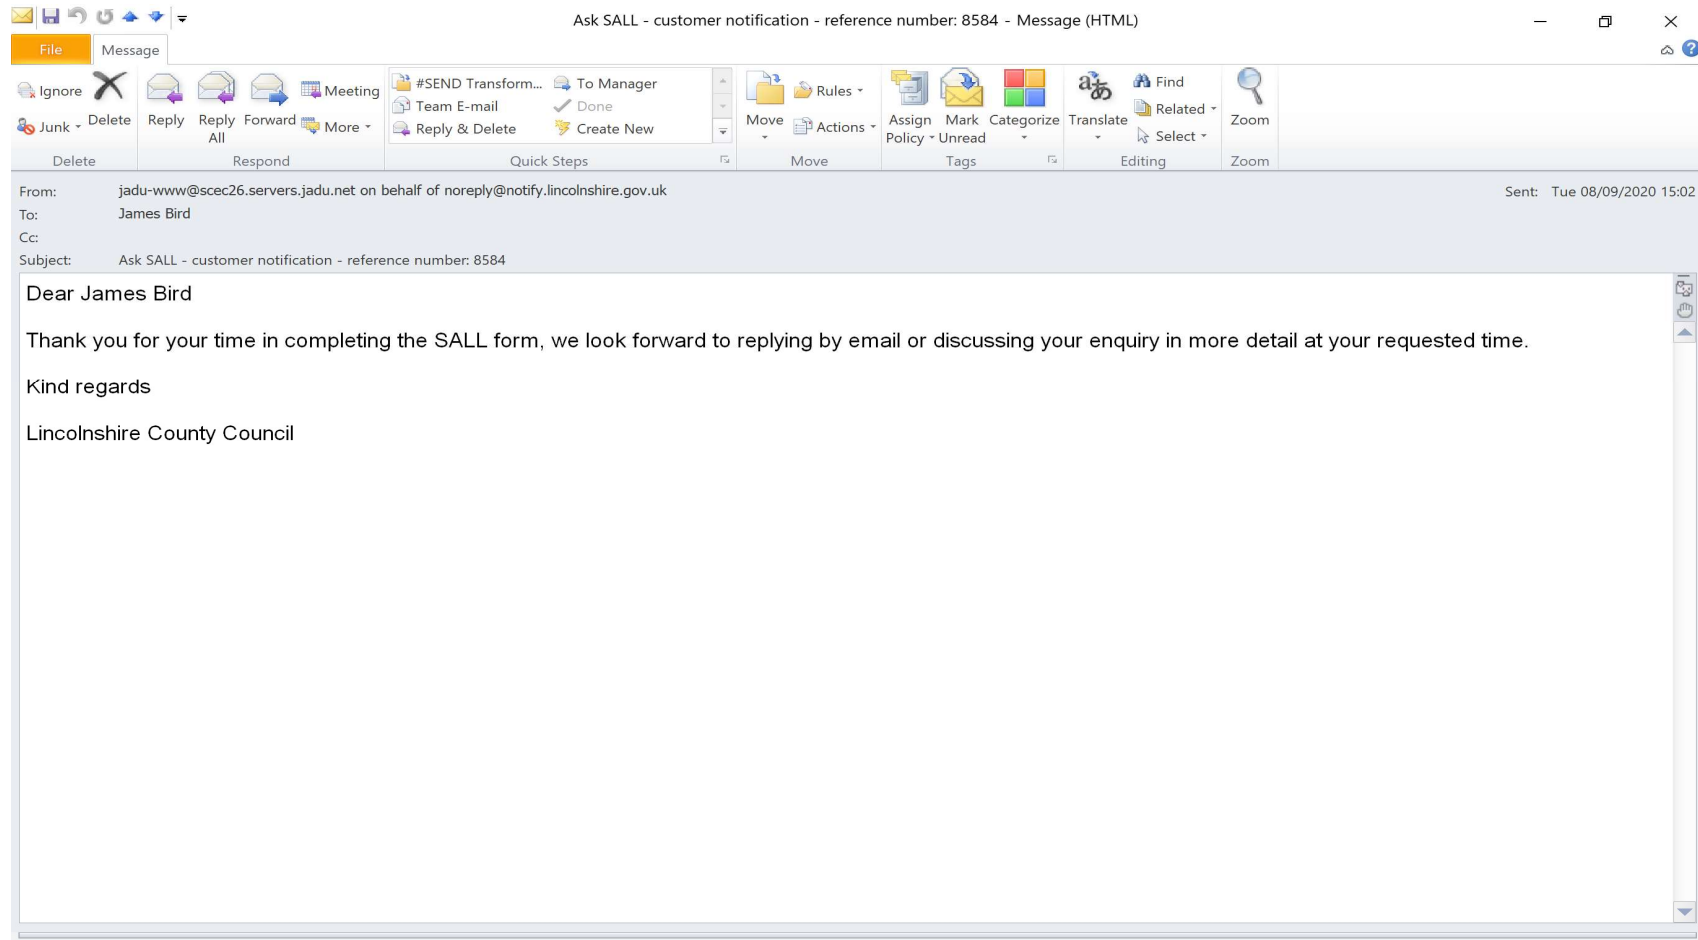 Ask SALL - customer notification - reference number: 8584 - Message (HTML)
File Message
Ignore
Junk
Delete
Reply
Reply All
Forward
Meeting
More
#SEND Transform... To Manager
Team E-mail Done
Reply & Delete Create New
Move
Rules
Actions
Assign Policy
Mark Unread
Categorize
Translate
Find
Related
Select
Zoom
Delete Respond Quick Steps Move Tags Editing Zoom
From: jadu-www@scec26.servers.jadu.net on behalf of noreply@notify.lincolnshire.gov.uk Sent: Tue 08/09/2020 15:02
To: James Bird
Cc:
Subject: Ask SALL - customer notification - reference number: 8584
Dear James Bird
Thank you for your time in completing the SALL form, we look forward to replying by email or discussing your enquiry in more detail at your requested time.
Kind regards
Lincolnshire County Council